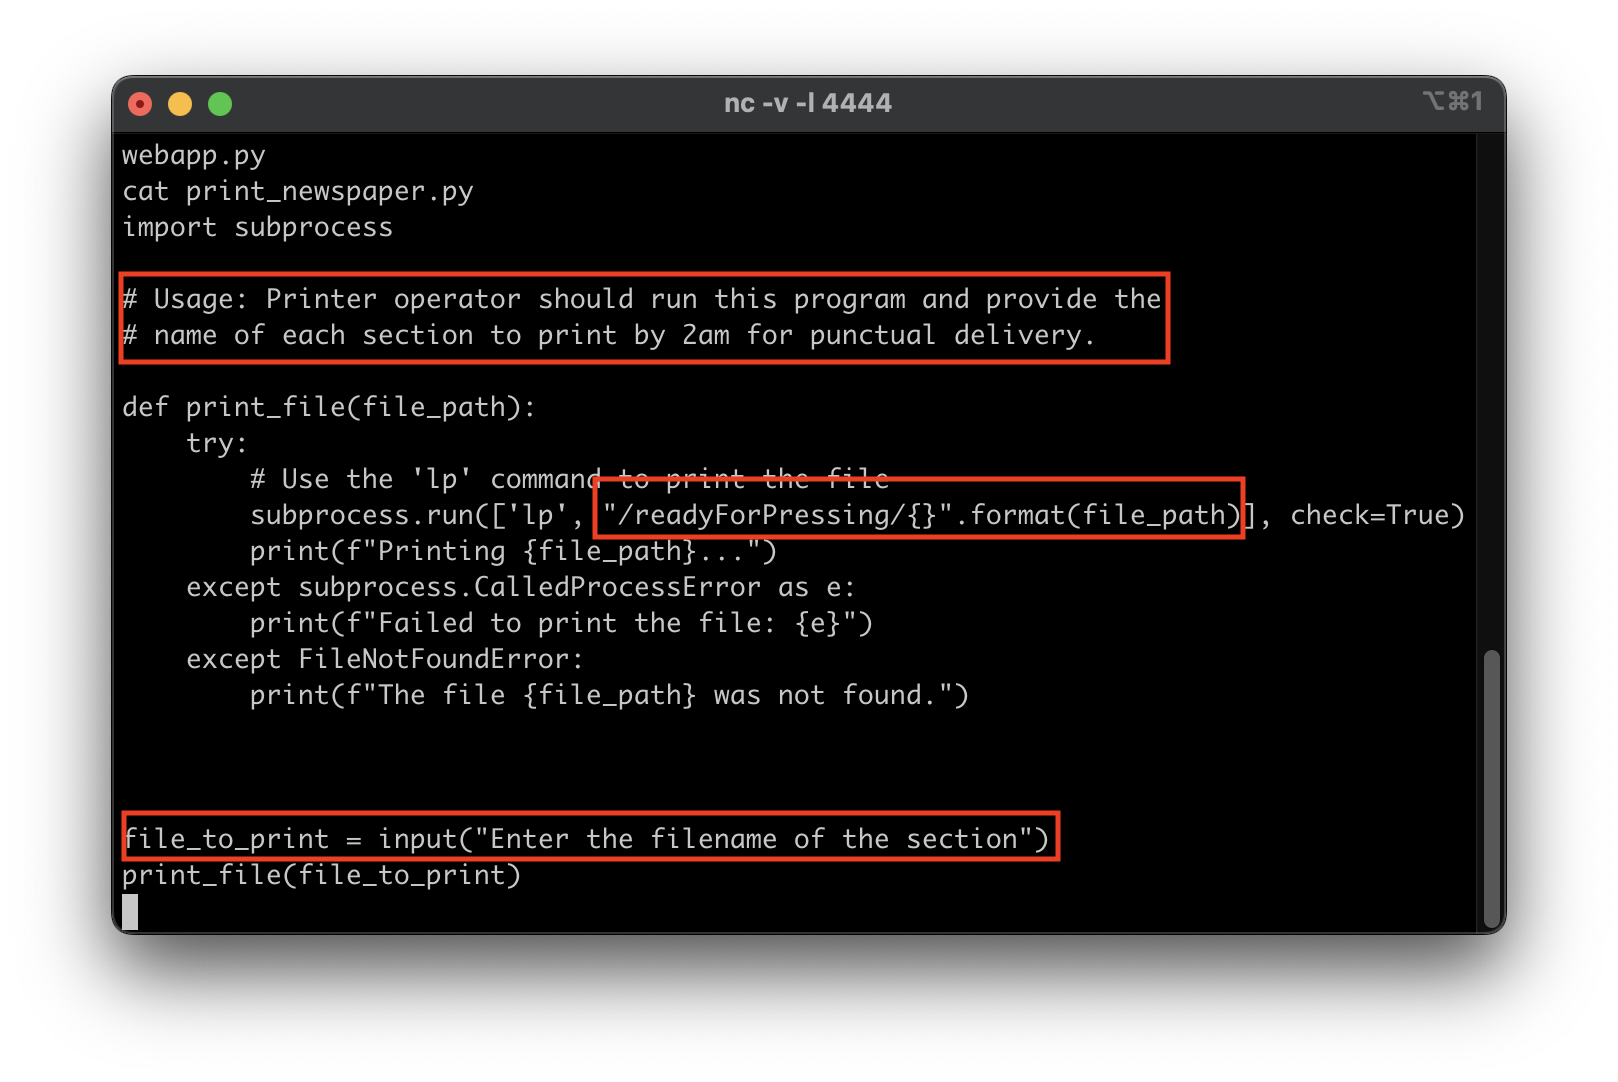 nc -v -l 4444
⌥⌘1
webapp.py
cat print_newspaper.py
import subprocess
# Usage: Printer operator should run this program and provide the
# name of each section to print by 2am for punctual delivery.
def print_file(file_path):
    try:
        # Use the 'lp' command to print the file
        subprocess.run(['lp', "/readyForPressing/{}".format(file_path)], check=True)
        print(f"Printing {file_path}...")
    except subprocess.CalledProcessError as e:
        print(f"Failed to print the file: {e}")
    except FileNotFoundError:
        print(f"The file {file_path} was not found.")
file_to_print = input("Enter the filename of the section")
print_file(file_to_print)